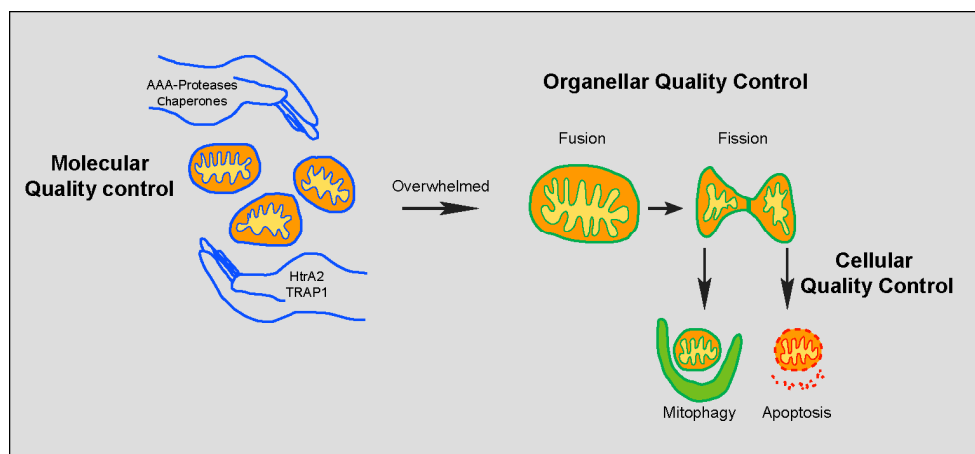 AAA-Proteases
Chaperones
Molecular
Quality control
HtrA2
TRAP1
Overwhelmed
Organellar Quality Control
Fusion
Fission
Cellular
Quality Control
Mitophagy
Apoptosis